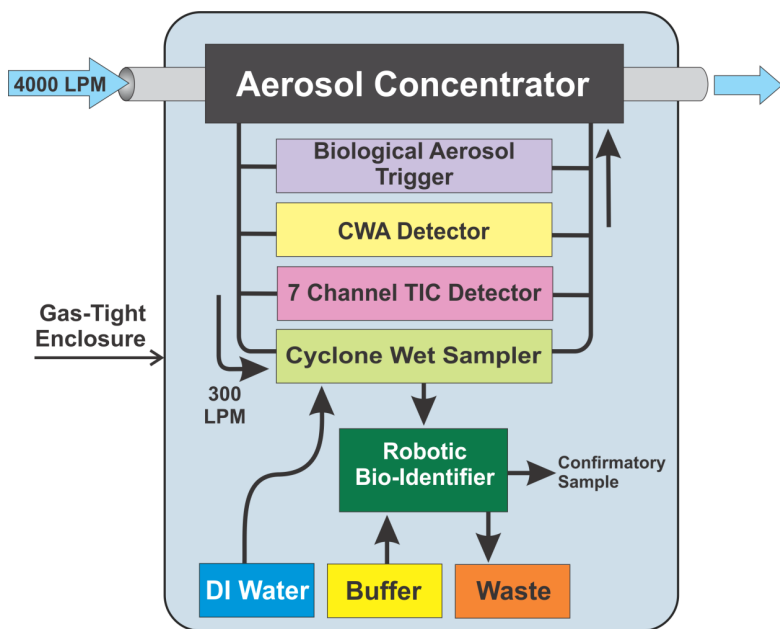 4000 LPM
Aerosol Concentrator
Biological Aerosol
Trigger
CWA Detector
7 Channel TIC Detector
Gas-Tight
Enclosure
Cyclone Wet Sampler
300
LPM
Robotic
Bio-Identifier
Confirmatory
Sample
DI Water
Buffer
Waste